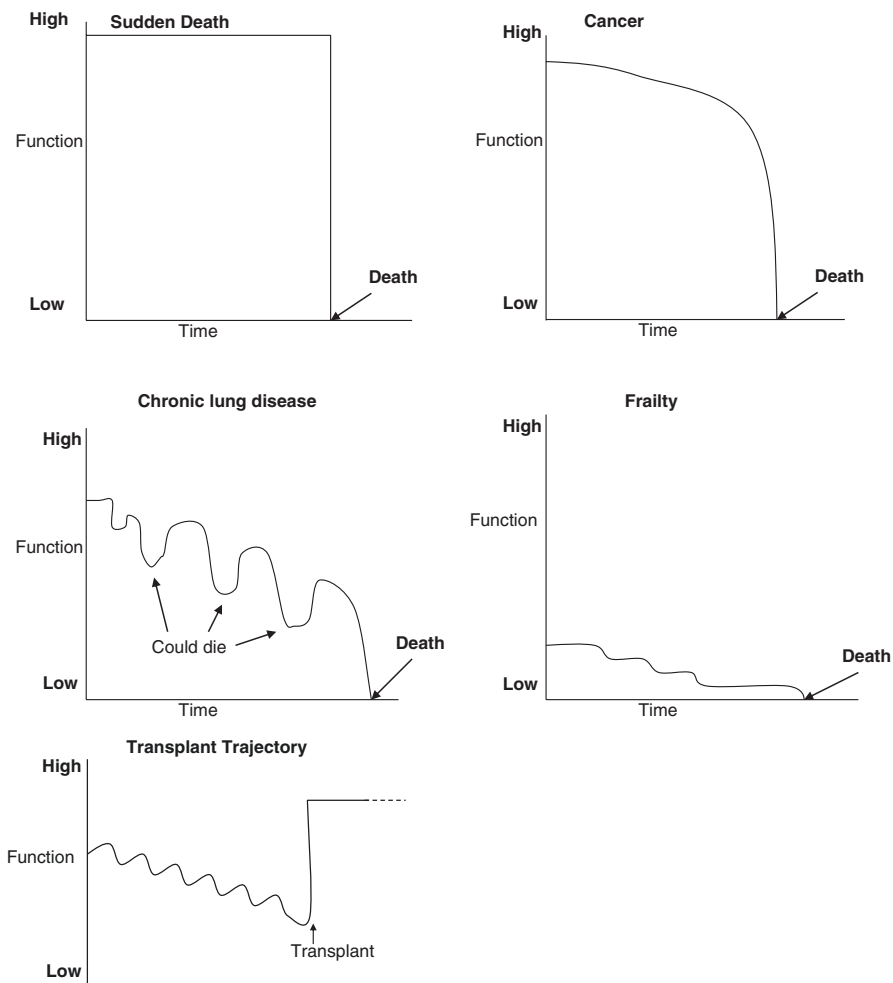 Sudden Death
High
Function
Low
Death
Time
Cancer
High
Function
Low
Death
Time
Chronic lung disease
High
Function
Could die
Death
Low
Time
Frailty
High
Function
Death
Low
Time
Transplant Trajectory
High
Function
Transplant
Low